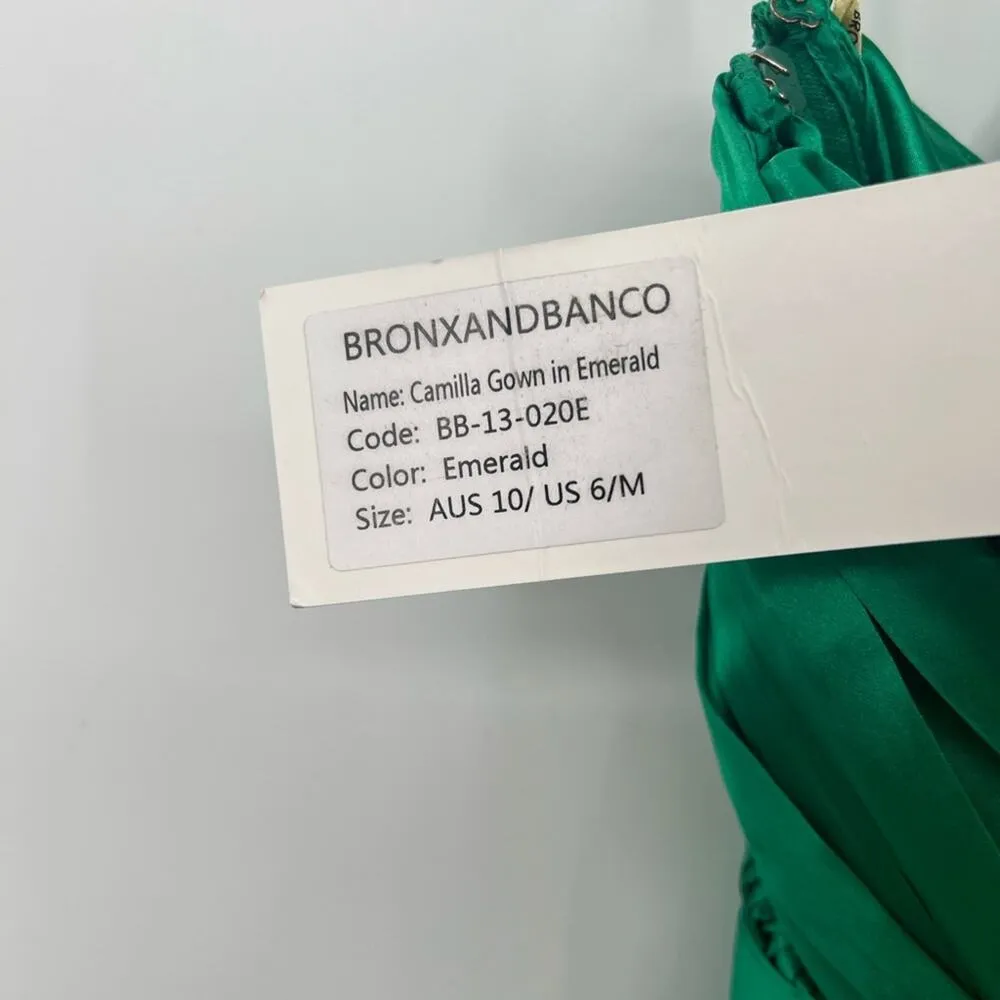 BRONXANDBANCO
Name: Camilla Gown in Emerald
Code: BB-13-020E
Color: Emerald
Size: AUS 10/ US 6/M